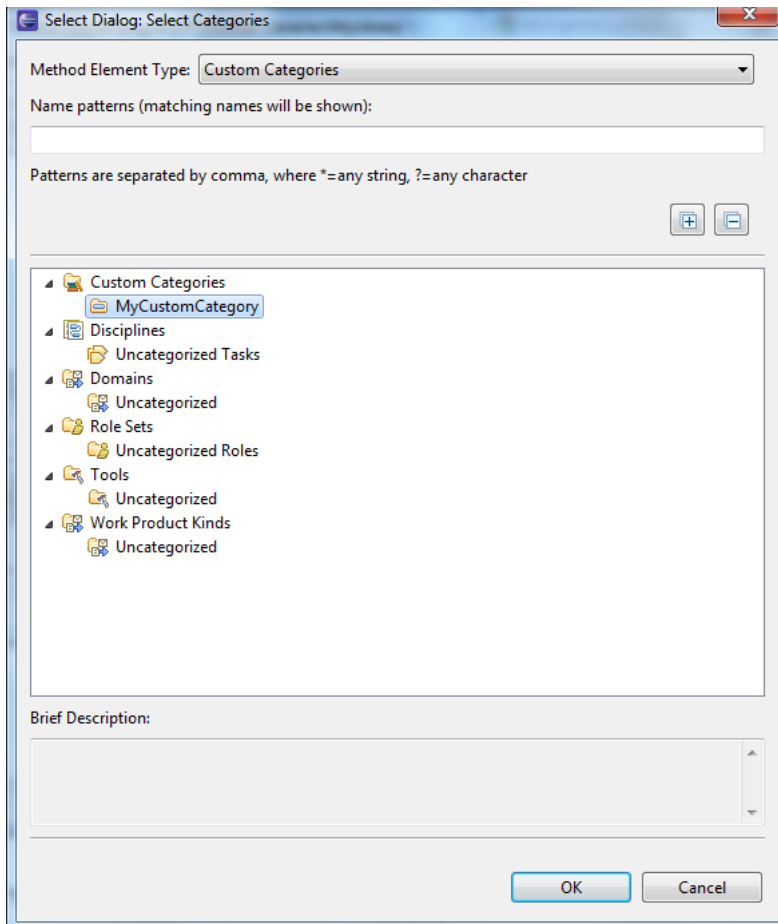 Select Dialog: Select Categories
Method Element Type: Custom Categories
Name patterns (matching names will be shown):
Patterns are separated by comma, where *=any string, ?=any character
Custom Categories
MyCustomCategory
Disciplines
Uncategorized Tasks
Domains
Uncategorized
Role Sets
Uncategorized Roles
Tools
Uncategorized
Work Product Kinds
Uncategorized
Brief Description:
OK Cancel